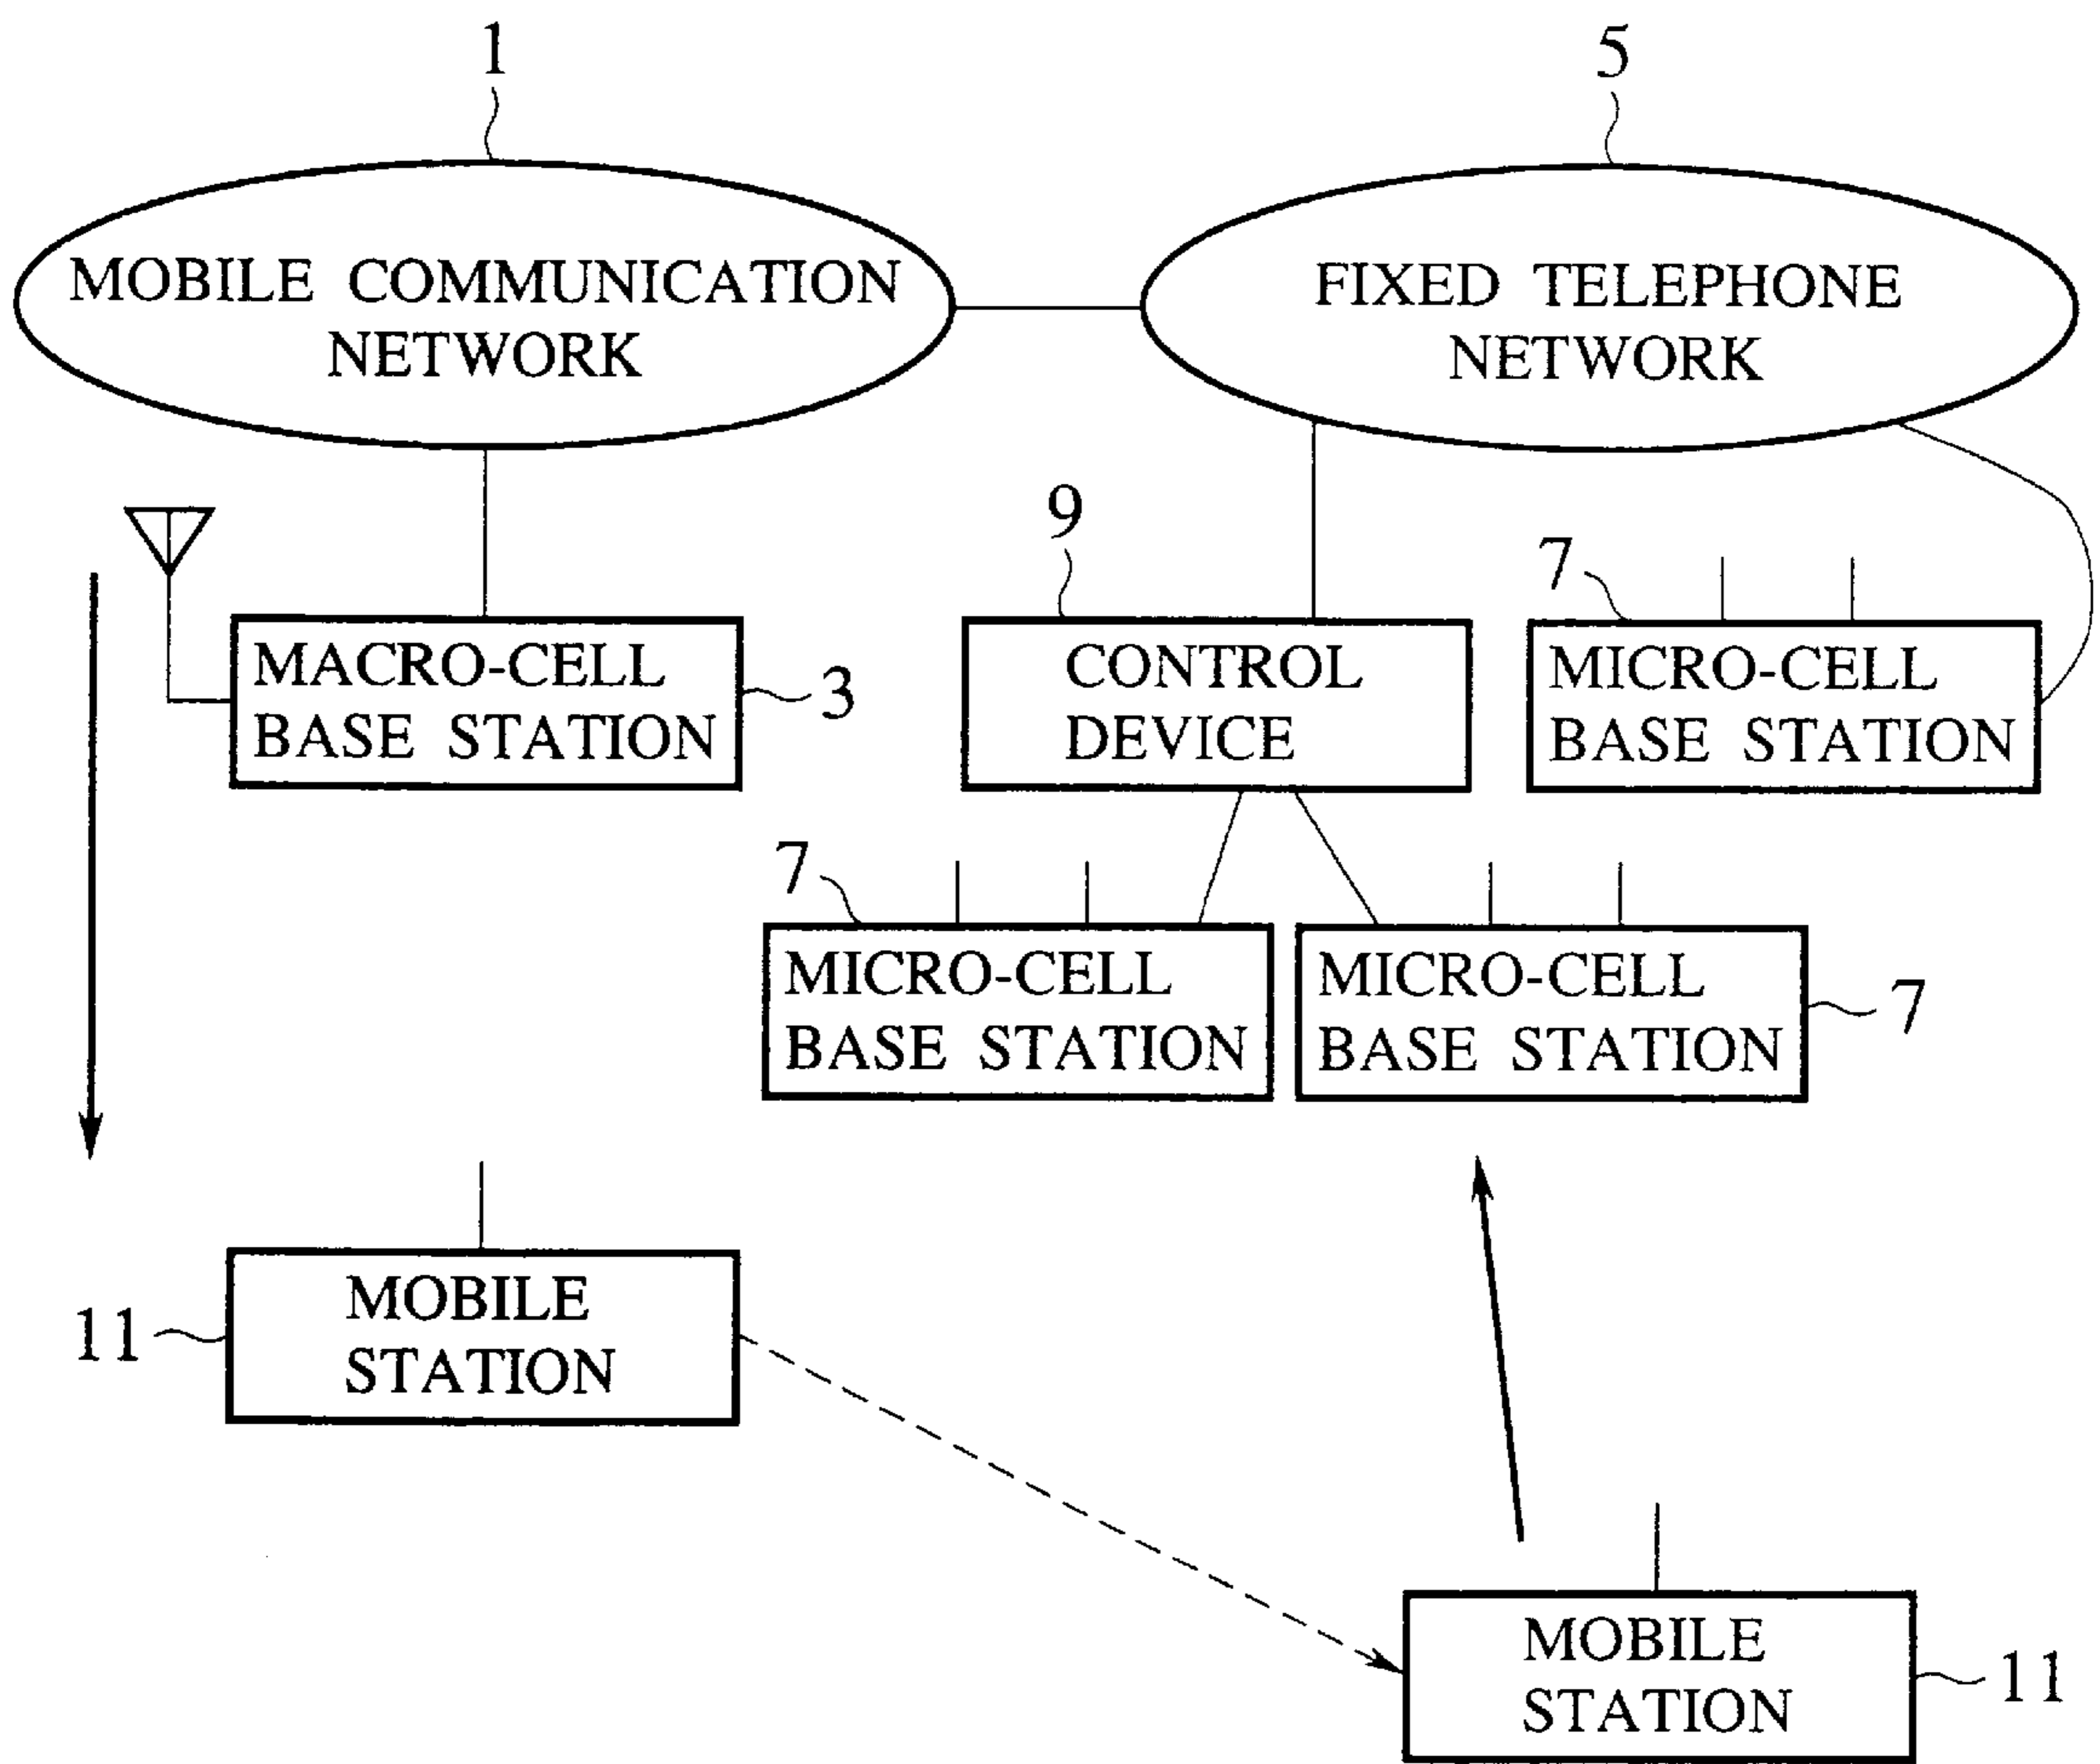 1
5
MOBILE COMMUNICATION
NETWORK
FIXED TELEPHONE
NETWORK
9
7
MACRO-CELL
BASE STATION
3
CONTROL
DEVICE
MICRO-CELL
BASE STATION
7
MICRO-CELL
BASE STATION
MICRO-CELL
BASE STATION
7
11
MOBILE
STATION
MOBILE
STATION
11